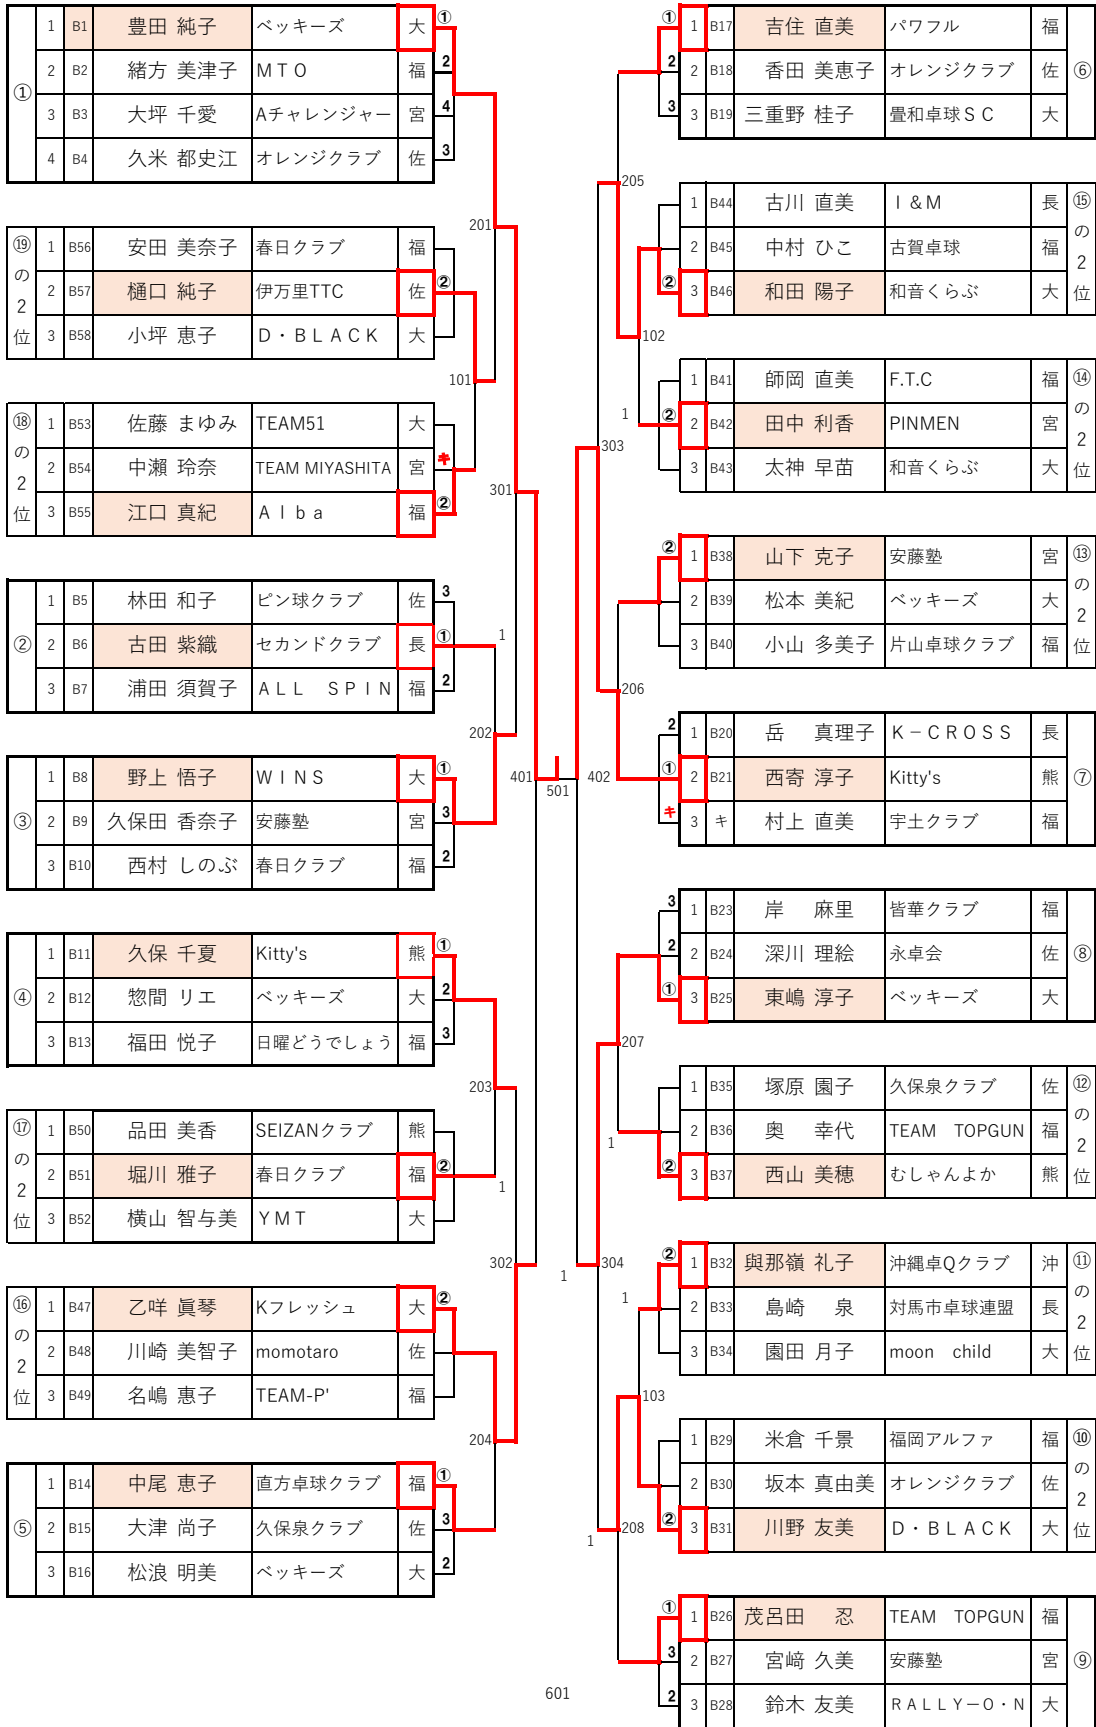 ① 1 B1 豊田 純子 ベッキーズ 大 ①
2 B2 緒方 美津子 ＭＴＯ 福 2
3 B3 大坪 千愛 Aチャレンジャー 宮 4
4 B4 久米 都史江 オレンジクラブ 佐 3
201
⑲の2位 1 B56 安田 美奈子 春日クラブ 福
2 B57 樋口 純子 伊万里TTC 佐 ②
3 B58 小坪 恵子 Ｄ・ＢＬＡＣＫ 大
101
⑱の2位 1 B53 佐藤 まゆみ TEAM51 大
2 B54 中瀬 玲奈 TEAM MIYASHITA 宮 キ
3 B55 江口 真紀 Ａｌｂａ 福 ②
301
② 1 B5 林田 和子 ピン球クラブ 佐 3
2 B6 古田 紫織 セカンドクラブ 長 ① 1
3 B7 浦田 須賀子 ＡＬＬ　ＳＰＩＮ 福 2
202
③ 1 B8 野上 悟子 ＷＩＮＳ 大 ①
2 B9 久保田 香奈子 安藤塾 宮 3
3 B10 西村 しのぶ 春日クラブ 福 2
401
501
④ 1 B11 久保 千夏 Kitty's 熊 ①
2 B12 惣間 リエ ベッキーズ 大 2
3 B13 福田 悦子 日曜どうでしょう 福 3
203
⑰の2位 1 B50 品田 美香 SEIZANクラブ 熊
2 B51 堀川 雅子 春日クラブ 福 ② 1
3 B52 横山 智与美 ＹＭＴ 大
302
⑯の2位 1 B47 乙咩 眞琴 Kフレッシュ 大 ②
2 B48 川崎 美智子 momotaro 佐
3 B49 名嶋 惠子 TEAM-P' 福
204
⑤ 1 B14 中尾 恵子 直方卓球クラブ 福 ①
2 B15 大津 尚子 久保泉クラブ 佐 3
3 B16 松浪 明美 ベッキーズ 大 2
① 1 B17 吉住 直美 パワフル 福 ⑥
2 2 B18 香田 美恵子 オレンジクラブ 佐
3 3 B19 三重野 桂子 疊和卓球ＳＣ 大
205
1 B44 古川 直美 Ｉ＆Ｍ 長 ⑮の2位
2 B45 中村 ひこ 古賀卓球 福
② 3 B46 和田 陽子 和音くらぶ 大
102
1 B41 師岡 直美 F.T.C 福 ⑭の2位
1 ② 2 B42 田中 利香 PINMEN 宮
3 B43 太神 早苗 和音くらぶ 大
303
② 1 B38 山下 克子 安藤塾 宮 ⑬の2位
2 B39 松本 美紀 ベッキーズ 大
3 B40 小山 多美子 片山卓球クラブ 福
206
2 1 B20 岳　真理子 Ｋ－ＣＲＯＳＳ 長 ⑦
① 2 B21 西寄 淳子 Kitty's 熊
キ 3 キ 村上 直美 宇土クラブ 福
402
3 1 B23 岸　麻里 皆華クラブ 福 ⑧
2 2 B24 深川 理絵 永卓会 佐
① 3 B25 東嶋 淳子 ベッキーズ 大
207
1 B35 塚原 園子 久保泉クラブ 佐 ⑫の2位
1 2 B36 奥　幸代 TEAM　TOPGUN 福
② 3 B37 西山 美穂 むしゃんよか 熊
1 304
② 1 B32 與那嶺 礼子 沖縄卓Qクラブ 沖 ⑪の2位
1 2 B33 島崎　泉 対馬市卓球連盟 長
3 B34 園田 月子 moon　child 大
103
1 B29 米倉 千景 福岡アルファ 福 ⑩の2位
2 B30 坂本 真由美 オレンジクラブ 佐
② 3 B31 川野 友美 Ｄ・ＢＬＡＣＫ 大
1 208
① 1 B26 茂呂田　忍 TEAM　TOPGUN 福 ⑨
3 2 B27 宮﨑 久美 安藤塾 宮
2 3 B28 鈴木 友美 ＲＡＬＬＹ－Ｏ・Ｎ 大
601